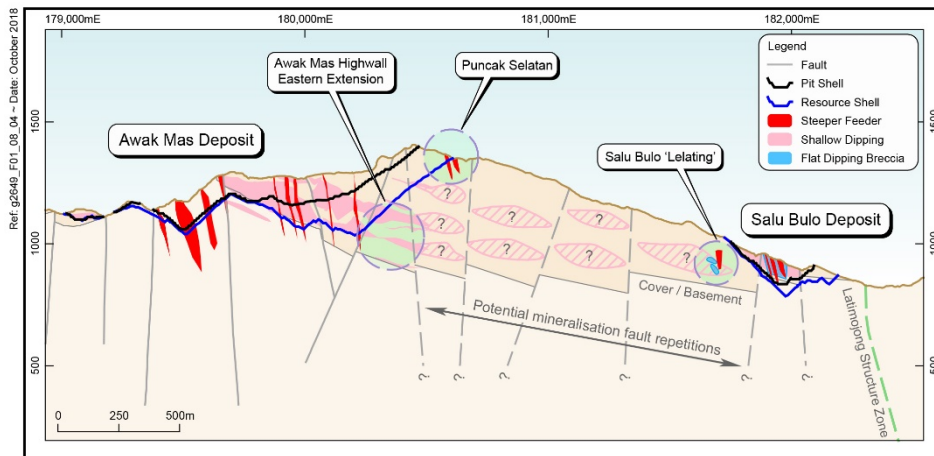 179,000mE
180,000mE
181,000mE
182,000mE
Ref: g2649_F01_08_04 ~ Date: October 2018
Legend
Fault
Pit Shell
Resource Shell
Steeper Feeder
Shallow Dipping
Flat Dipping Breccia
Awak Mas Highwall
Eastern Extension
Puncak Selatan
1500
1500
Awak Mas Deposit
Salu Bulo 'Lelating'
Salu Bulo Deposit
1000
1000
? ? ? ?
? ? ?
Cover / Basement
Potential mineralisation fault repetitions
500
500
? ? ? ? ? ?
Latimojong Structure Zone
0 250 500m